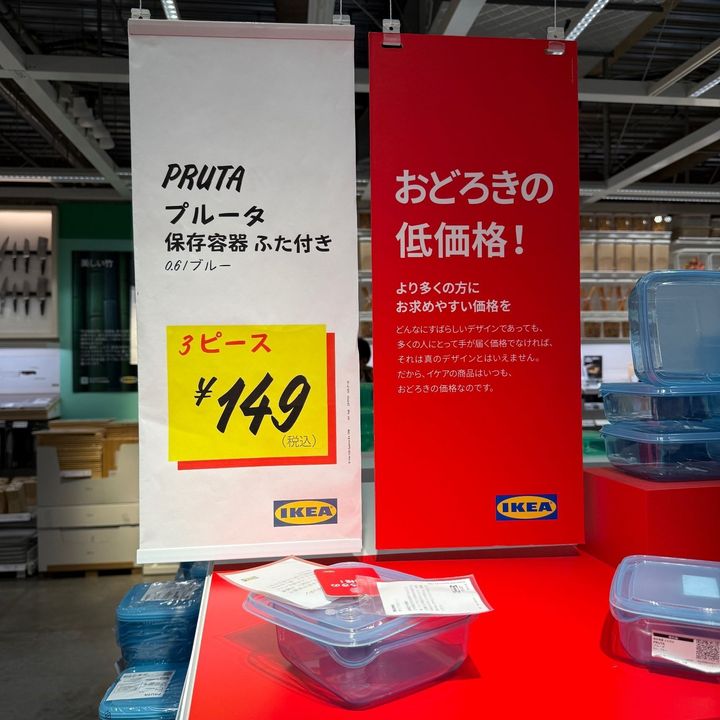 PRUTA
プルータ
保存容器 ふた付き
0.6l ブルー
3 ピース
¥149
(税込)
IKEA
おどろきの
低価格!
より多くの方に
お求めやすい価格を
どんなにすばらしいデザインであっても、
多くの人にとって手が届く価格でなければ、
それは真のデザインとはいえません。
だから、イケアの商品はいつも、
おどろきの価格なのです。
IKEA
美しい竹
PRUTA
PRUTA